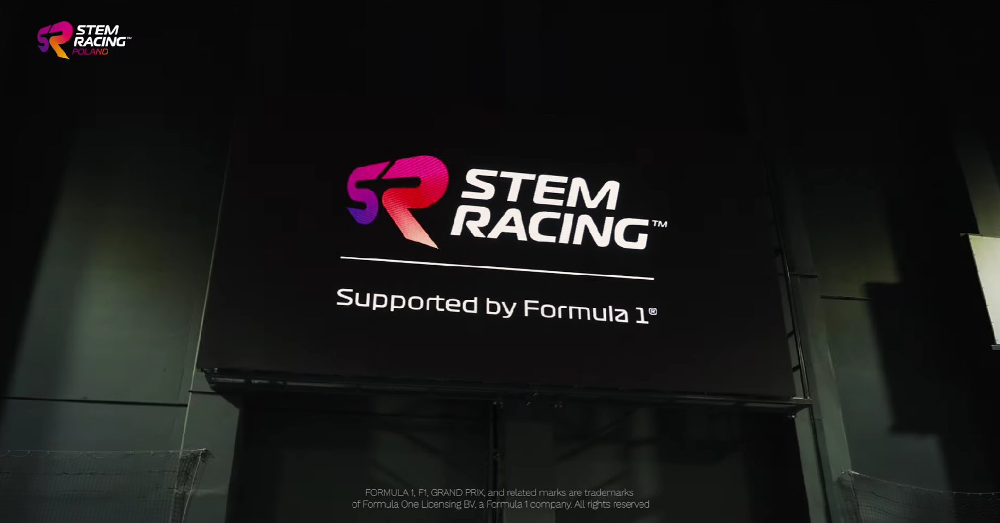 STEM
RACING™
POLAND
STEM
RACING™
Supported by Formula 1®
FORMULA 1, F1, GRAND PRIX, and related marks are trademarks
of Formula One Licensing BV, a Formula 1 company. All rights reserved